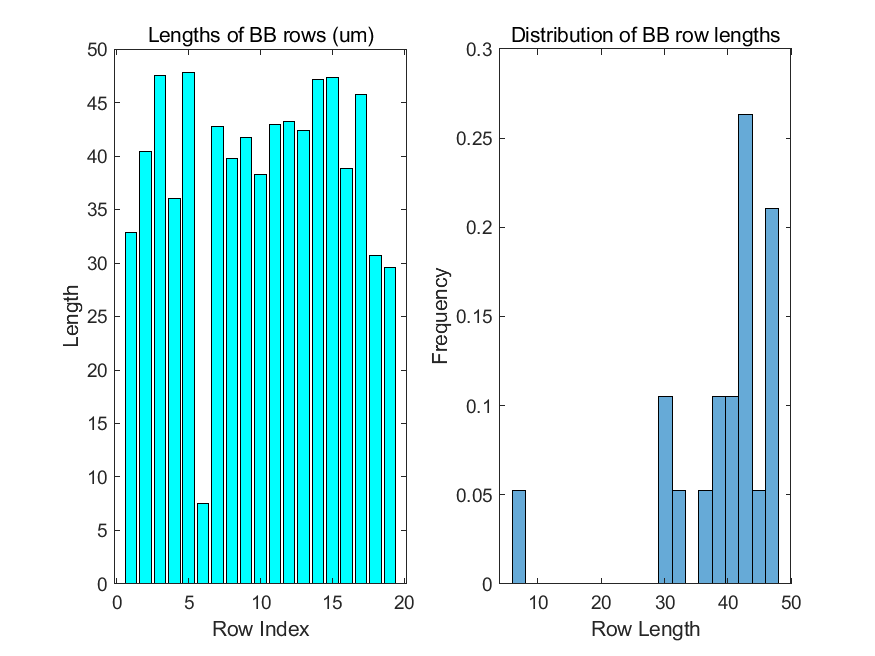 Lengths of BB rows (um)
50
45
40
35
30
25
20
15
10
5
0
Length
0 5 10 15 20
Row Index
Distribution of BB row lengths
0.3
0.25
0.2
0.15
0.1
0.05
0
Frequency
10 20 30 40 50
Row Length